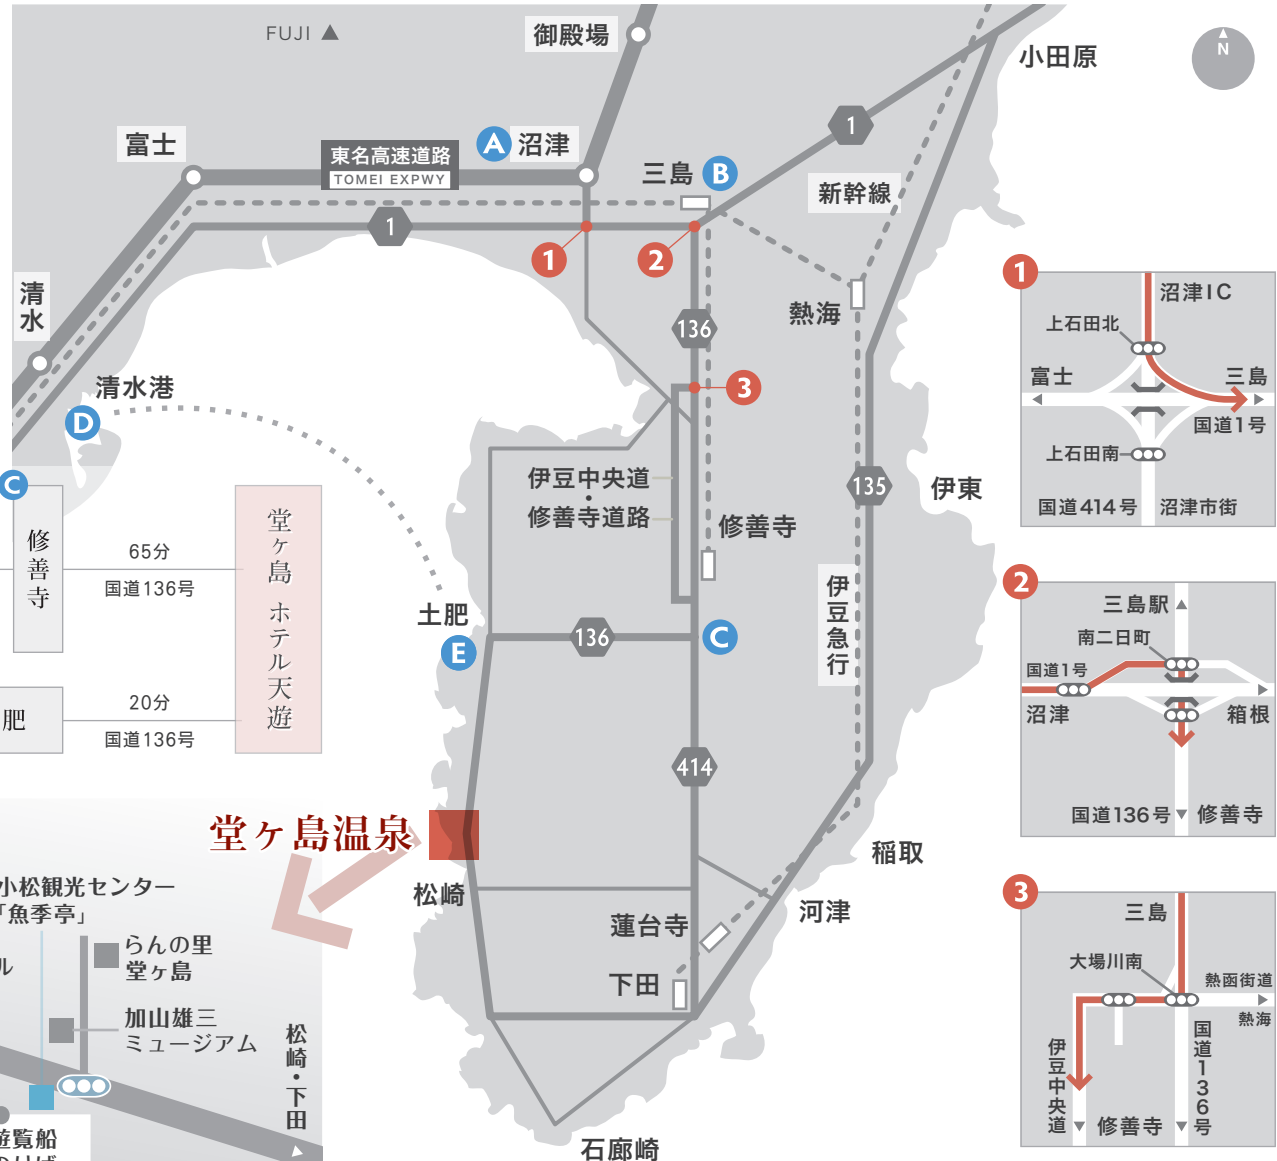 FUJI
御殿場
小田原
N
富士
東名高速道路
TOMEI EXPWY
A
沼津
三島
B
1
新幹線
1
1
2
清水
136
熱海
3
清水港
D
伊豆中央道
・
修善寺道路
135
伊東
修善寺
伊豆急行
土肥
E
136
C
414
堂ヶ島温泉
松崎
稲取
河津
蓮台寺
下田
石廊崎
C
修善寺
65分
国道136号
肥
20分
国道136号
堂ヶ島 ホテル天遊
小松観光センター
「魚季亭」
ル
らんの里
堂ヶ島
加山雄三
ミュージアム
松崎・下田
遊覧船
1
沼津IC
上石田北
富士
三島
国道1号
上石田南
国道414号
沼津市街
2
三島駅
南二日町
国道1号
沼津
箱根
国道136号
修善寺
3
三島
大場川南
熱函街道
熱海
伊豆中央道
修善寺
国道136号